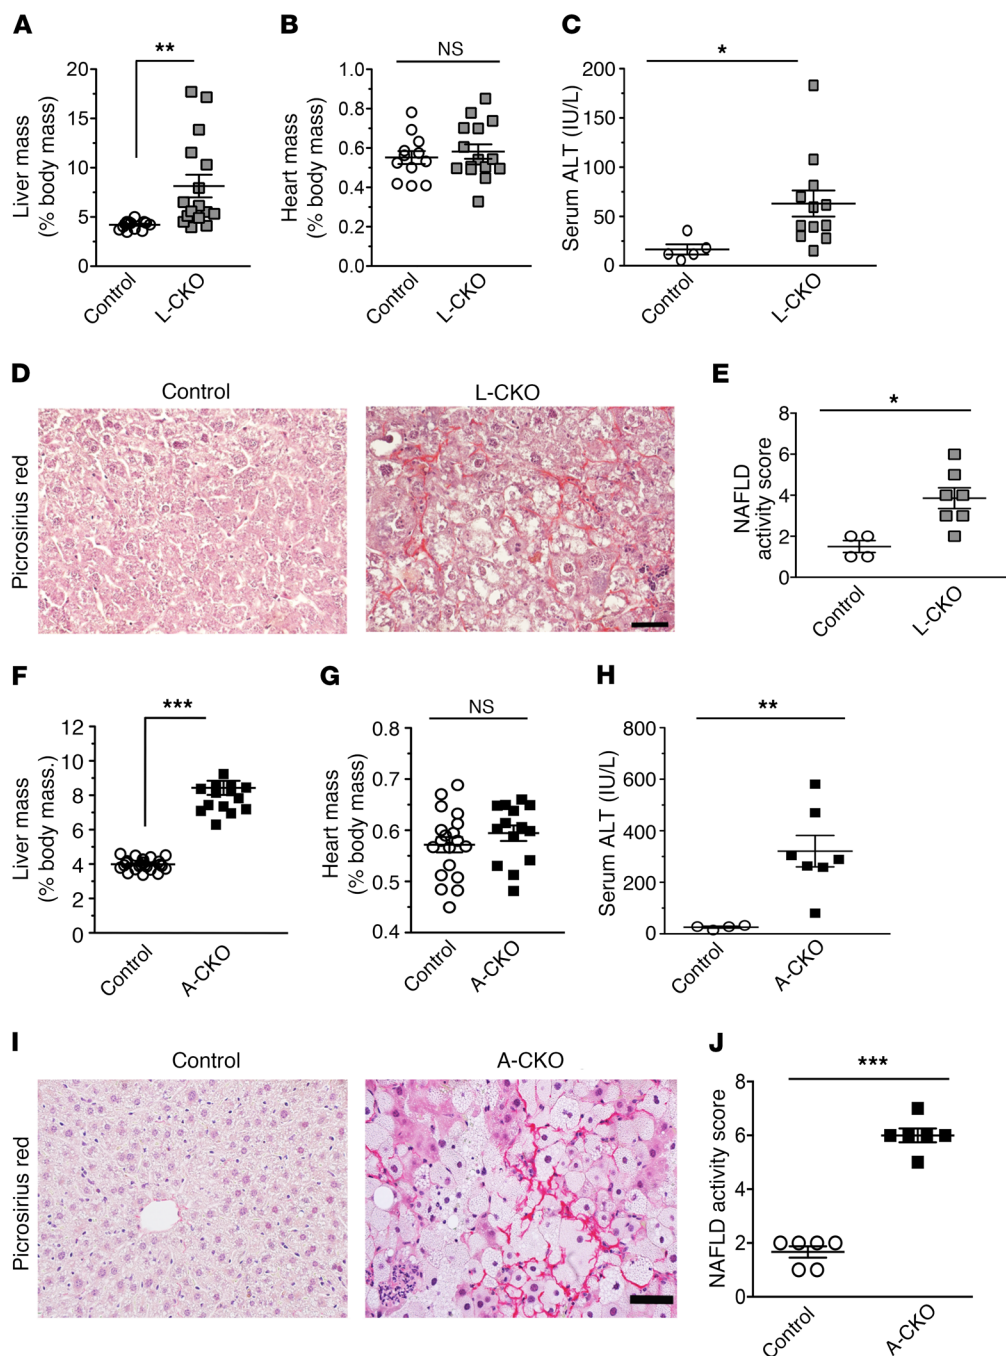 A
**
20
15
10
5
0
Liver mass
(% body mass)
Control
L-CKO
B
NS
1.0
0.8
0.6
0.4
0.2
0.0
Heart mass
(% body mass)
Control
L-CKO
C
*
200
150
100
50
0
Serum ALT (IU/L)
Control
L-CKO
D
Control
L-CKO
Picrosirius red
E
*
8
6
4
2
0
NAFLD
activity score
Control
L-CKO
F
***
12
10
8
6
4
2
0
Liver mass
(% body mass.)
Control
A-CKO
G
NS
0.8
0.7
0.6
0.5
0.4
Heart mass
(% body mass)
Control
A-CKO
H
**
800
600
400
200
0
Serum ALT (IU/L)
Control
A-CKO
I
Control
A-CKO
Picrosirius red
J
***
8
6
4
2
0
NAFLD activity score
Control
A-CKO